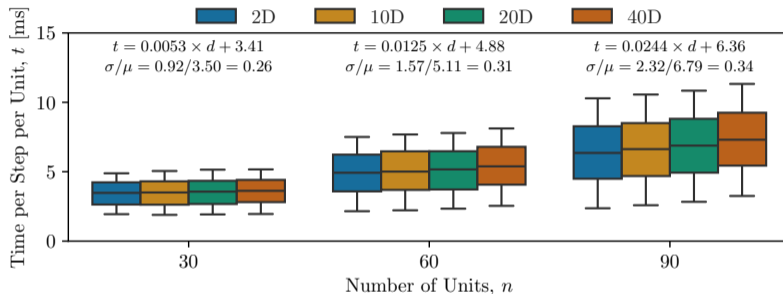 2D 10D 20D 40D
Time per Step per Unit, t [ms]
15
10
5
0
t = 0.0053 × d + 3.41
σ/μ = 0.92/3.50 = 0.26
t = 0.0125 × d + 4.88
σ/μ = 1.57/5.11 = 0.31
t = 0.0244 × d + 6.36
σ/μ = 2.32/6.79 = 0.34
30 60 90
Number of Units, n